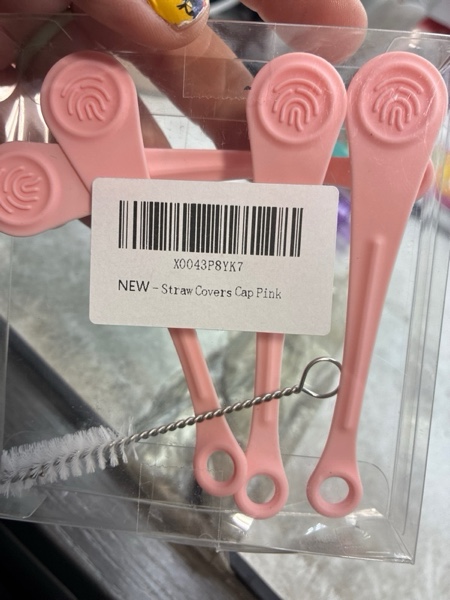 X0043P8YK7
NEW - Straw Covers Cap Pink